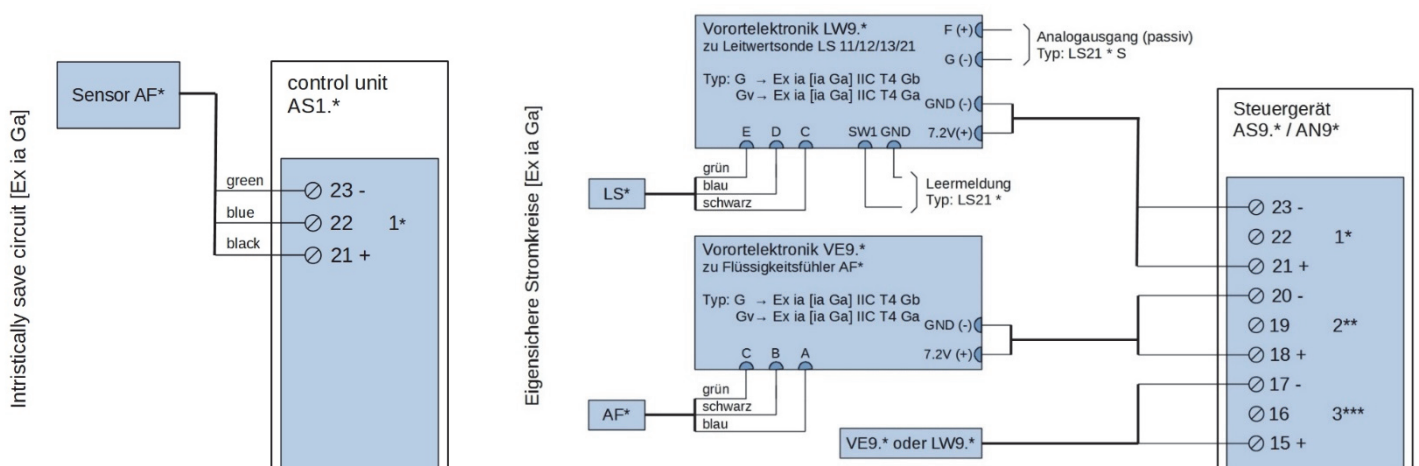 Intristically save circuit [Ex ia Ga]
Sensor AF*
control unit
AS1.*
green
23 -
blue
22 1*
black
21 +
Eigensichere Stromkreise [Ex ia Ga]
Vorortelektronik LW9.*
zu Leitwertsonde LS 11/12/13/21
Typ: G → Ex ia [ia Ga] IIC T4 Gb
Gv→ Ex ia [ia Ga] IIC T4 Ga
F (+)
G (-)
GND (-)
7.2V(+)
E D C SW1 GND
Analogausgang (passiv)
Typ: LS21 * S
LS*
grün
blau
schwarz
Leermeldung
Typ: LS21 *
Vorortelektronik VE9.*
zu Flüssigkeitsfühler AF*
Typ: G → Ex ia [ia Ga] IIC T4 Gb
Gv→ Ex ia [ia Ga] IIC T4 Ga
GND (-)
7.2V (+)
C B A
AF*
grün
schwarz
blau
VE9.* oder LW9.*
Steuergerät
AS9.* / AN9*
23 -
22 1*
21 +
20 -
19 2**
18 +
17 -
16 3***
15 +